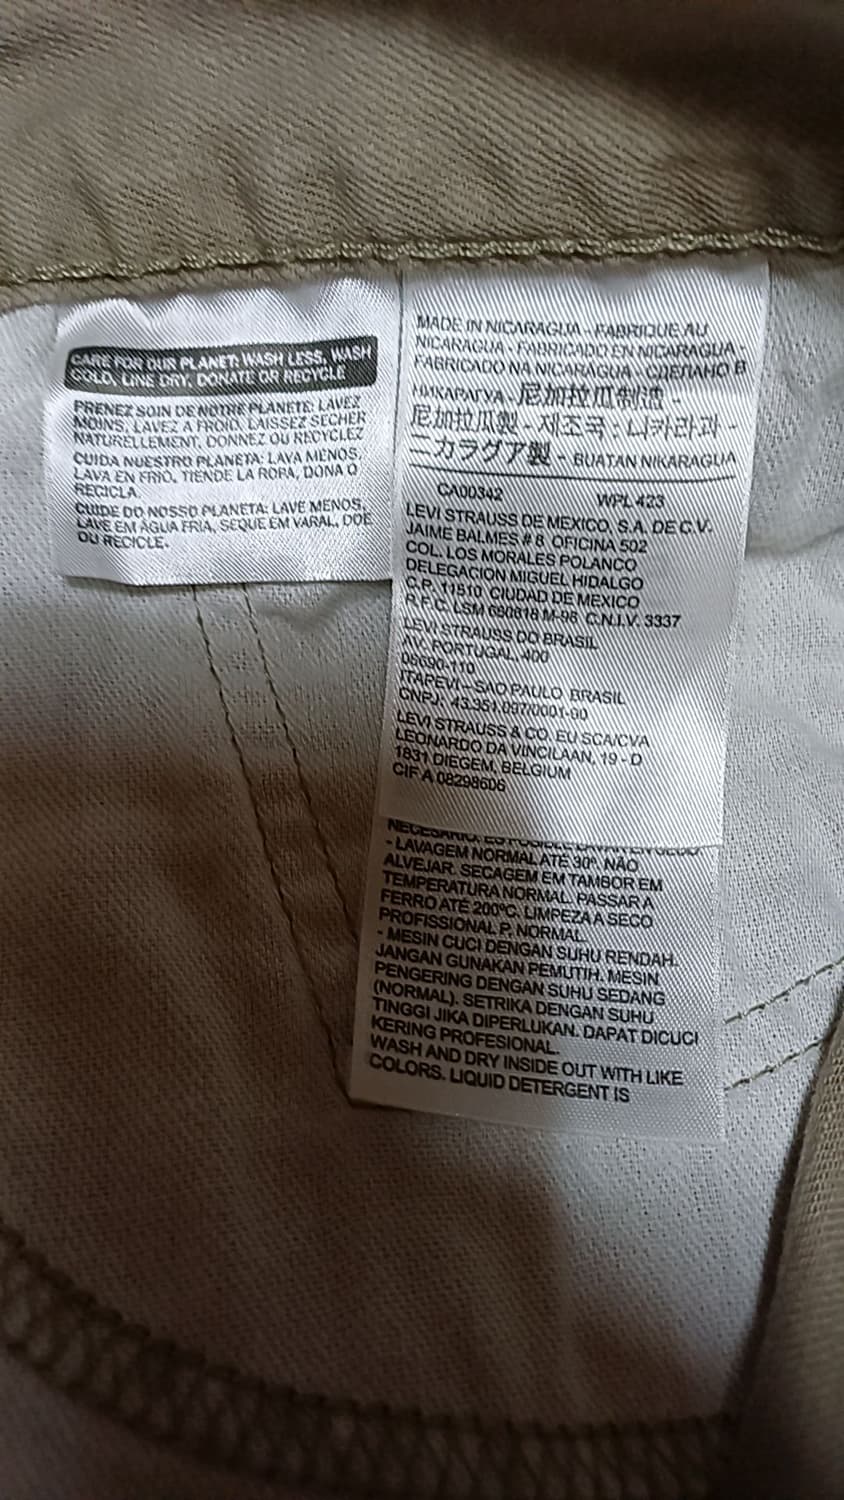 CARE FOR OUR PLANET: WASH LESS, WASH
COLD, LINE DRY, DONATE OR RECYCLE
PRENEZ SOIN DE NOTRE PLANETE: LAVEZ
MOINS, LAVEZ A FROID, LAISSEZ SECHER
NATURELLEMENT, DONNEZ OU RECYCLEZ
CUIDA NUESTRO PLANETA: LAVA MENOS,
LAVA EN FRIO, TIENDE LA ROPA, DONA O
RECICLA.
CUIDE DO NOSSO PLANETA: LAVE MENOS,
LAVE EM ÁGUA FRIA, SEQUE EM VARAL, DOE
OU RECICLE.
MADE IN NICARAGUA - FABRIQUE AU
NICARAGUA - FABRICADO EN NICARAGUA
FABRICADO NA NICARÁGUA - СДЕЛАНО В
НИКАРАГУА - 尼加拉瓜制造 -
尼加拉瓜製 - 제조국 : 니카라과 -
ニカラグア製 - BUATAN NIKARAGUA
CA00342 WPL 423
LEVI STRAUSS DE MEXICO, S.A. DE C.V.
JAIME BALMES # 8 OFICINA 502
COL. LOS MORALES POLANCO
DELEGACION MIGUEL HIDALGO
C.P. 11510 CIUDAD DE MEXICO
R.F.C. LSM 680618 M-96 C.N.I.V. 3337
LEVI STRAUSS DO BRASIL
AV. PORTUGAL, 400
06690-110
ITAPEVI - SAO PAULO BRASIL
CNPJ: 43.351.097/0001-90
LEVI STRAUSS & CO. EU SCA/CVA
LEONARDO DA VINCILAAN, 19 - D
1831 DIEGEM, BELGIUM
CIF A 08298606
- LAVAGEM NORMAL ATÉ 30º. NÃO
ALVEJAR. SECAGEM EM TAMBOR EM
TEMPERATURA NORMAL. PASSAR A
FERRO ATÉ 200ºC. LIMPEZA A SECO
PROFISSIONAL P. NORMAL.
- MESIN CUCI DENGAN SUHU RENDAH.
JANGAN GUNAKAN PEMUTIH. MESIN
PENGERING DENGAN SUHU SEDANG
(NORMAL). SETRIKA DENGAN SUHU
TINGGI JIKA DIPERLUKAN. DAPAT DICUCI
KERING PROFESIONAL.
WASH AND DRY INSIDE OUT WITH LIKE
COLORS. LIQUID DETERGENT IS